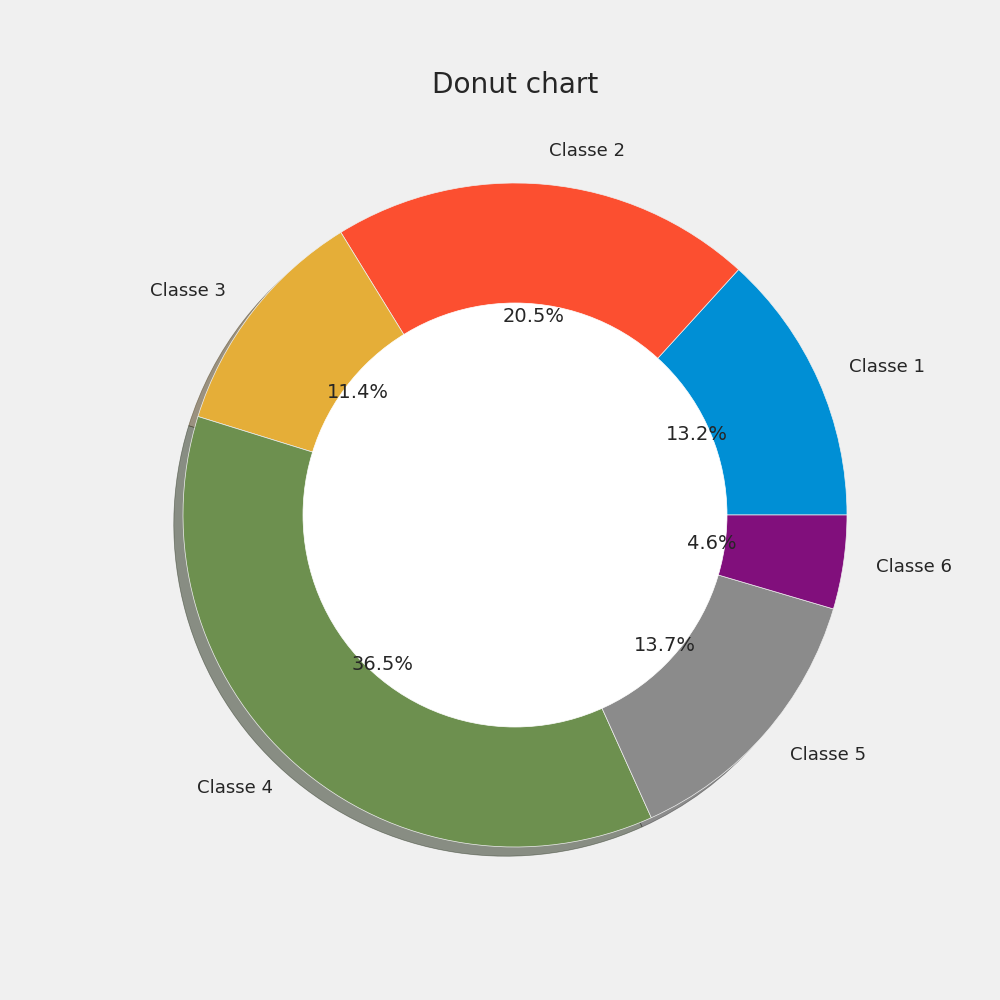 Donut chart
Classe 2
Classe 3
20.5%
Classe 1
11.4%
13.2%
4.6%
Classe 6
13.7%
36.5%
Classe 5
Classe 4